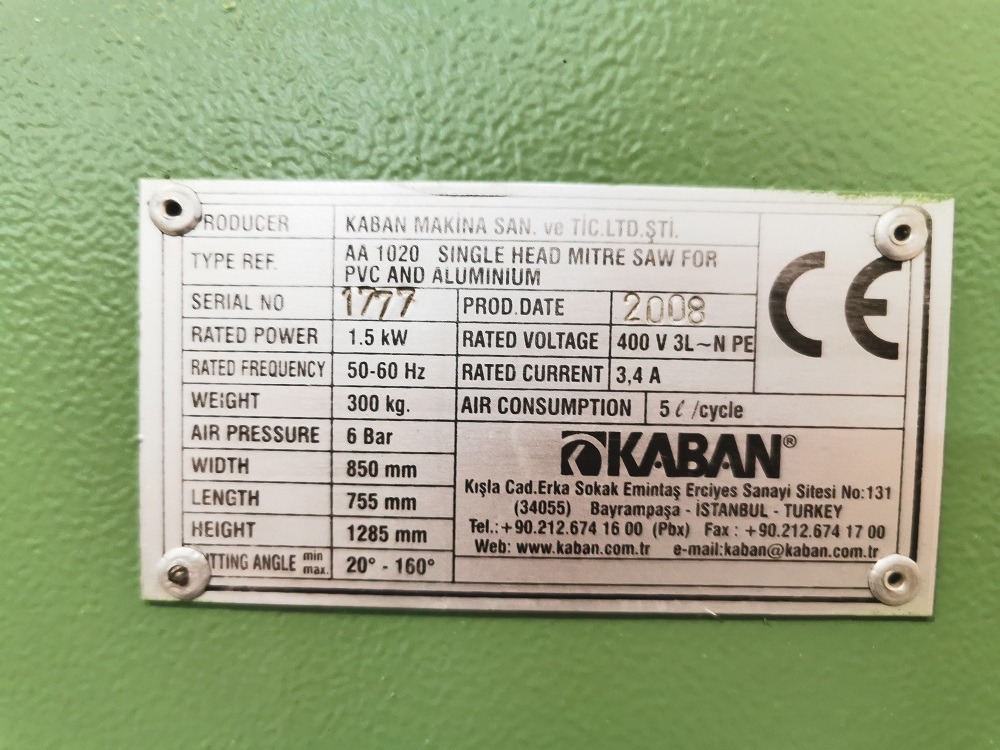 PRODUCER KABAN MAKİNA SAN. ve TİC.LTD.ŞTİ.
TYPE REF. AA 1020 SINGLE HEAD MITRE SAW FOR
PVC AND ALUMINIUM
SERIAL NO 1777 PROD.DATE 2008
RATED POWER 1.5 kW RATED VOLTAGE 400 V 3L~N PE
RATED FREQUENCY 50-60 Hz RATED CURRENT 3,4 A
WEIGHT 300 kg. AIR CONSUMPTION 5 ℓ /cycle
AIR PRESSURE 6 Bar
WIDTH 850 mm
LENGTH 755 mm
HEIGHT 1285 mm
TTING ANGLE min max. 20° - 160°
CE
KABAN®
Kışla Cad.Erka Sokak Emintaş Erciyes Sanayi Sitesi No:131
(34055) Bayrampaşa - İSTANBUL - TURKEY
Tel.:+90.212.674 16 00 (Pbx) Fax : +90.212.674 17 00
Web: www.kaban.com.tr e-mail:kaban@kaban.com.tr